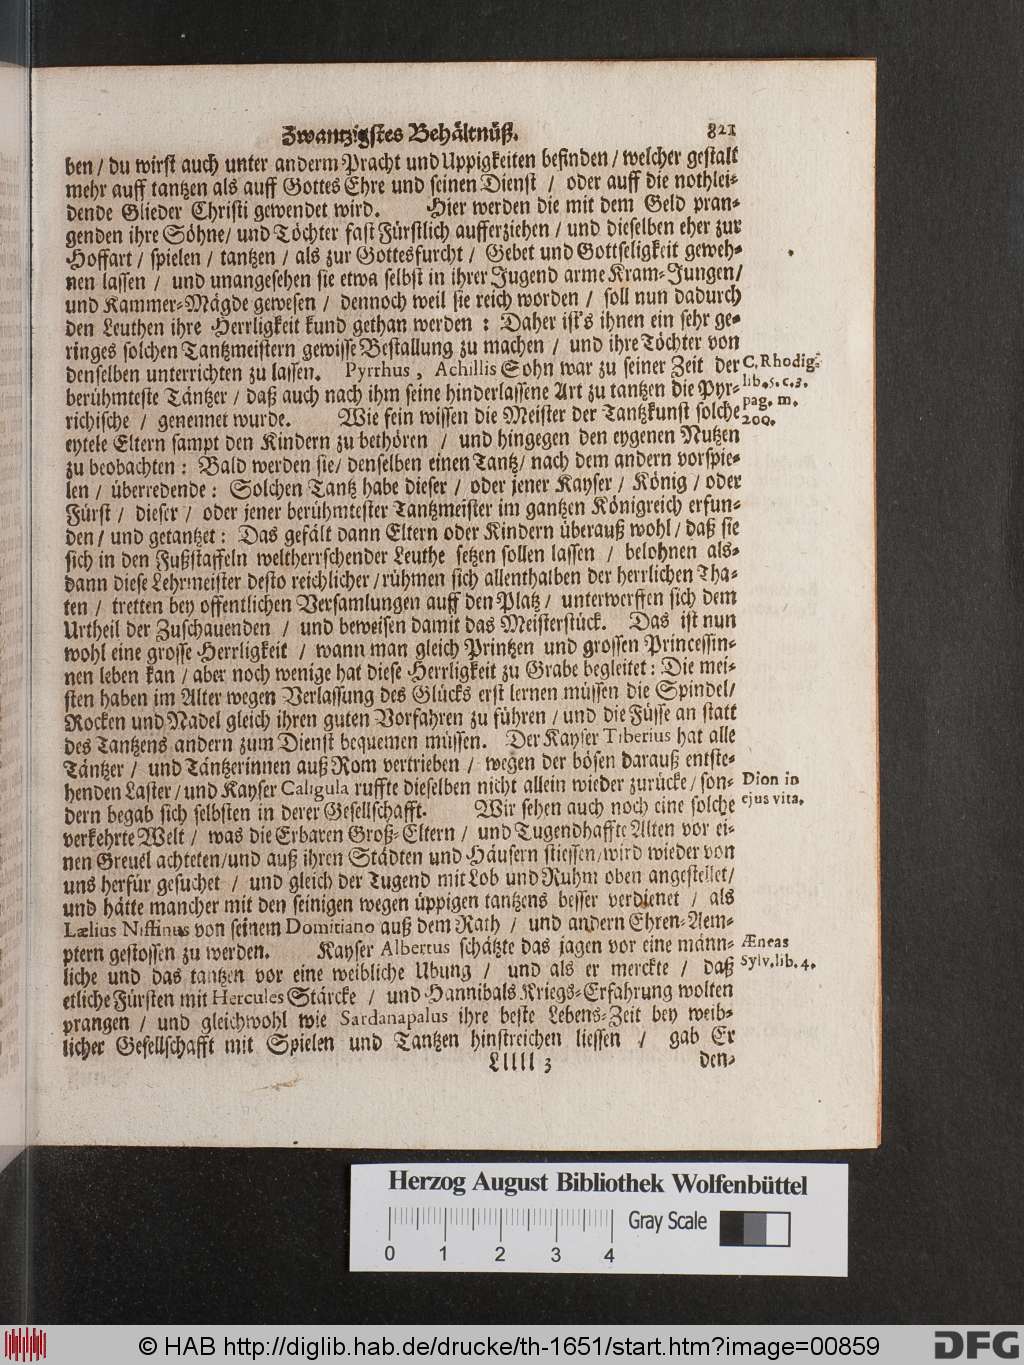 Zwantzigstes Behältnüß. 821
ben / du wirst auch unter anderm Pracht und Uppigkeiten befinden / welcher gestalt
mehr auff tantzen als auff Gottes Ehre und seinen Dienst / oder auff die nothlei-
dende Glieder Christi gewendet wird. Hier werden die mit dem Geld pran-
genden ihre Söhne / und Töchter fast Fürstlich aufferziehen / und dieselben eher zur
Hoffart / spielen / tantzen / als zur Gottesfurcht / Gebet und Gottseligkeit geweh-
nen lassen / und unangesehen sie etwa selbst in ihrer Jugend arme Kram-Jungen /
und Kammer-Mägde gewesen / dennoch weil sie reich worden / soll nun dadurch
den Leuthen ihre Herrligkeit kund gethan werden : Daher ist's ihnen ein sehr ge-
ringes solchen Tantzmeistern gewisse Bestallung zu machen / und ihre Töchter von
denselben unterrichten zu lassen. Pyrrhus, Achillis Sohn war zu seiner Zeit der
berühmteste Täntzer / daß auch nach ihm seine hinderlassene Art zu tantzen die Pyr-
richische / genennet wurde. Wie fein wissen die Meister der Tantzkunst solche
C. Rhodig.
lib. 5. c. 3.
pag. m.
200.
eytele Eltern sampt den Kindern zu bethören / und hingegen den eygenen Nutzen
zu beobachten : Bald werden sie / denselben einen Tantz / nach dem andern vorspie-
len / überredende : Solchen Tantz habe dieser / oder jener Kayser / König / oder
Fürst / dieser / oder jener berühmtester Tantzmeister im gantzen Königreich erfun-
den / und getantzet : Das gefält dann Eltern oder Kindern überauß wohl / daß sie
sich in den Fußstaffeln weltherrschender Leuthe setzen sollen lassen / belohnen als-
dann diese Lehrmeister desto reichlicher / rühmen sich allenthalben der herrlichen Tha-
ten / tretten bey offentlichen Versamlungen auff den Platz / unterwerffen sich dem
Urtheil der Zuschauenden / und beweisen damit das Meisterstück. Das ist nun
wohl eine grosse Herrligkeit / wann man gleich Printzen und grossen Princessin-
nen leben kan / aber noch wenige hat diese Herrligkeit zu Grabe begleitet : Die mei-
sten haben im Alter wegen Verlassung des Glücks erst lernen müssen die Spindel /
Rocken und Nadel gleich ihren guten Vorfahren zu führen / und die Füsse an statt
des Tantzens andern zum Dienst bequemen müssen. Der Kayser Tiberius hat alle
Täntzer / und Täntzerinnen auß Rom vertrieben / wegen der bösen darauß entste-
henden Laster / und Kayser Caligula ruffte dieselben nicht allein wieder zurücke / son-
dern begab sich selbsten in derer Gesellschafft. Wir sehen auch noch eine solche
Dion in
ejus vita.
verkehrte Welt / was die Erbaren Groß-Eltern / und Tugendhaffte Alten vor ei-
nen Greuel achteten / und auß ihren Städten und Häusern stiessen / wird wieder von
uns herfür gesuchet / und gleich der Tugend mit Lob und Ruhm oben angestellet /
und hätte mancher mit den seinigen wegen üppigen tantzens besser verdienet / als
Lælius Niffinus von seinem Domitiano auß dem Rath / und andern Ehren-Aem-
ptern gestossen zu werden. Kayser Albertus schätzte das jagen vor eine männ-
liche und das tantzen vor eine weibliche Ubung / und als er merckte / daß
Æneas
Sylv. lib. 4.
etliche Fürsten mit Hercules Stärcke / und Hannibals Kriegs-Erfahrung wolten
prangen / und gleichwohl wie Sardanapalus ihre beste Lebens-Zeit bey weib-
licher Gesellschafft mit Spielen und Tantzen hinstreichen liessen / gab Er
Lllll 3 den-
Herzog August Bibliothek Wolfenbüttel
Gray Scale
0 1 2 3 4
© HAB http://diglib.hab.de/drucke/th-1651/start.htm?image=00859
DFG